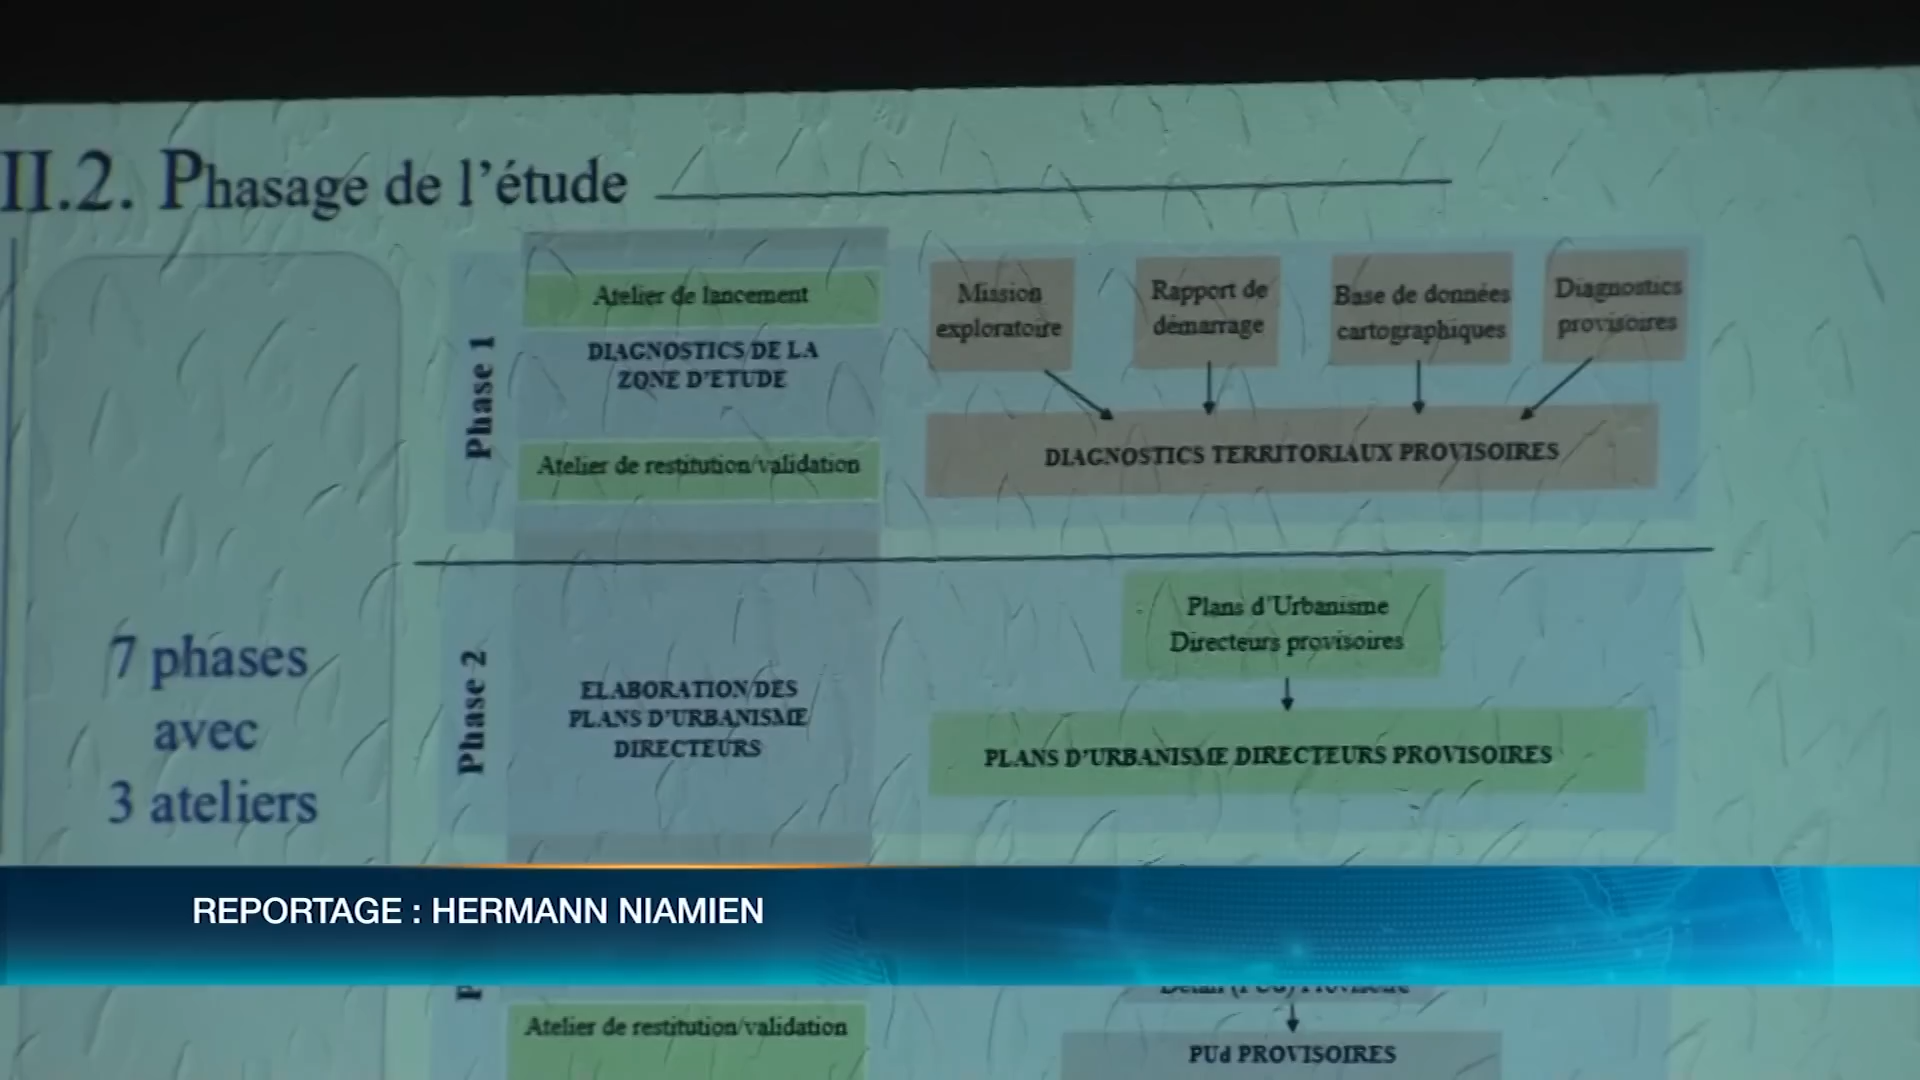 II.2. Phasage de l'étude
7 phases
avec
3 ateliers
Phase 1
Atelier de lancement
DIAGNOSTICS DE LA
ZONE D'ETUDE
Atelier de restitution/validation
Mission
exploratoire
Rapport de
démarrage
Base de données
cartographiques
Diagnostics
provisoires
DIAGNOSTICS TERRITORIAUX PROVISOIRES
Phase 2
ELABORATION DES
PLANS D'URBANISME
DIRECTEURS
Plans d'Urbanisme
Directeurs provisoires
PLANS D'URBANISME DIRECTEURS PROVISOIRES
REPORTAGE : HERMANN NIAMIEN
Atelier de restitution/validation
PUd PROVISOIRES